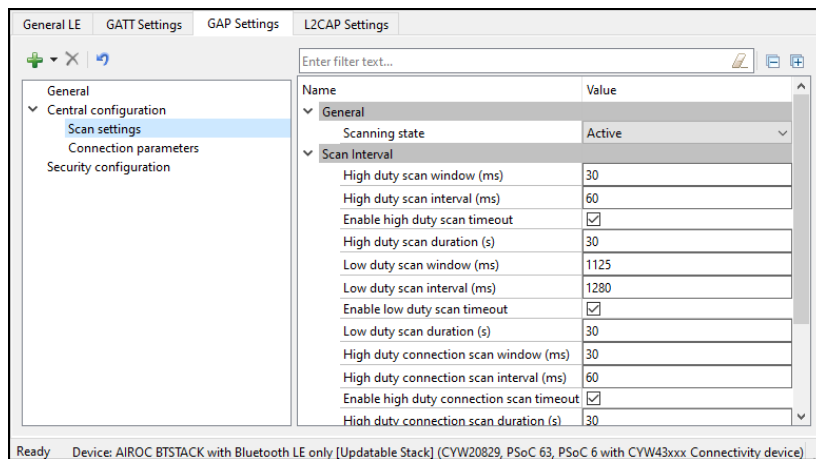 General LE GATT Settings GAP Settings L2CAP Settings
Enter filter text...
General
Central configuration
Scan settings
Connection parameters
Security configuration
Name Value
General
Scanning state Active
Scan Interval
High duty scan window (ms) 30
High duty scan interval (ms) 60
Enable high duty scan timeout
High duty scan duration (s) 30
Low duty scan window (ms) 1125
Low duty scan interval (ms) 1280
Enable low duty scan timeout
Low duty scan duration (s) 30
High duty connection scan window (ms) 30
High duty connection scan interval (ms) 60
Enable high duty connection scan timeout
High duty connection scan duration (s) 30
Ready Device: AIROC BTSTACK with Bluetooth LE only [Updatable Stack] (CYW20829, PSoC 63, PSoC 6 with CYW43xxx Connectivity device)